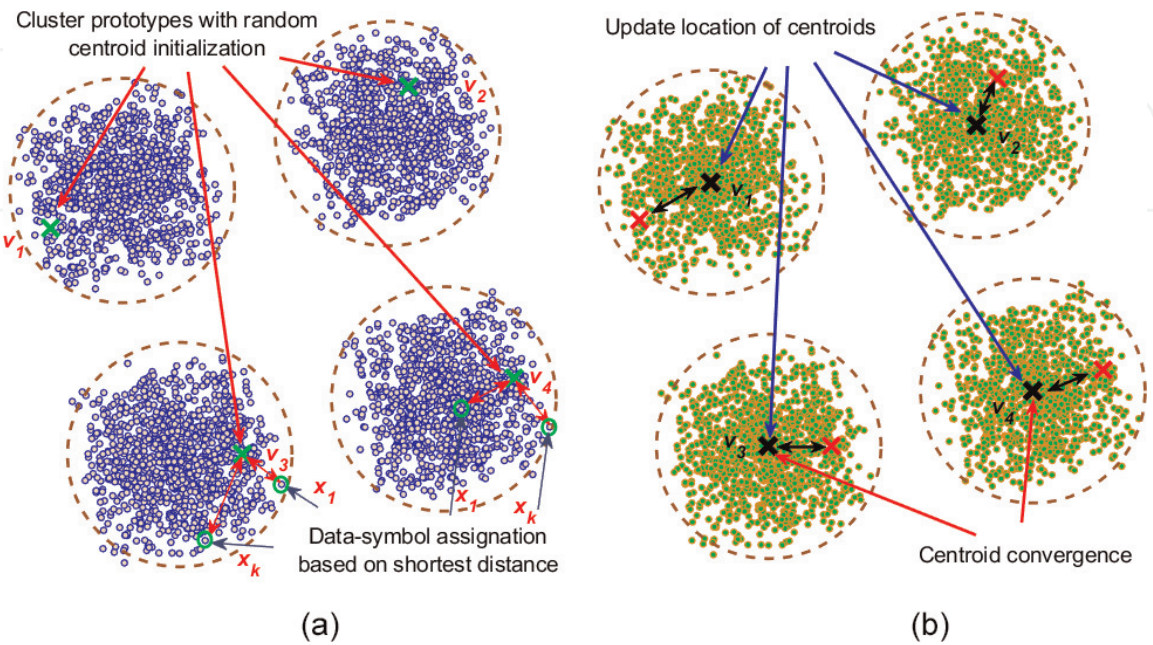 Cluster prototypes with random
centroid initialization
v2
v1
v4
v3
x1
x1
xk
xk
Data-symbol assignation
based on shortest distance
(a)
Update location of centroids
v2
v1
v4
v3
Centroid convergence
(b)